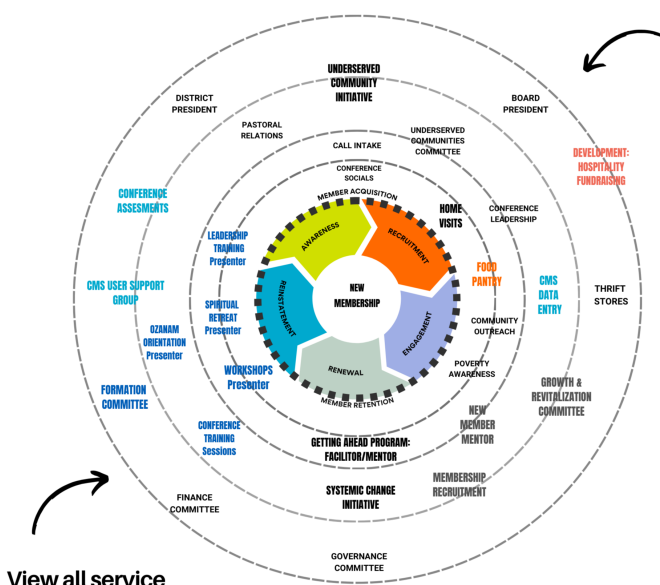 UNDERSERVED
COMMUNITY
INITIATIVE
DISTRICT
PRESIDENT
BOARD
PRESIDENT
PASTORAL
RELATIONS
UNDERSERVED
COMMUNITIES
COMMITTEE
CALL INTAKE
DEVELOPMENT:
HOSPITALITY
FUNDRAISING
CONFERENCE
SOCIALS
MEMBER ACQUISITION
CONFERENCE
ASSESMENTS
HOME
VISITS
CONFERENCE
LEADERSHIP
AWARENESS
RECRUITMENT
LEADERSHIP
TRAINING
Presenter
FOOD
PANTRY
CMS USER SUPPORT
GROUP
CMS
DATA
ENTRY
THRIFT
STORES
NEW
MEMBERSHIP
REINSTATEMENT
ENGAGEMENT
SPIRITUAL
RETREAT
Presenter
COMMUNITY
OUTREACH
OZANAM
ORIENTATION
Presenter
WORKSHOPS
Presenter
RENEWAL
POVERTY
AWARENESS
FORMATION
COMMITTEE
MEMBER RETENTION
GROWTH &
REVITALIZATION
COMMITTEE
NEW
MEMBER
MENTOR
CONFERENCE
TRAINING
Sessions
GETTING AHEAD PROGRAM:
FACILITOR/MENTOR
MEMBERSHIP
RECRUITMENT
SYSTEMIC CHANGE
INITIATIVE
FINANCE
COMMITTEE
GOVERNANCE
COMMITTEE
View all service